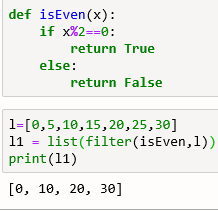 def isEven(x):
    if x%2==0:
        return True
    else:
        return False
l=[0,5,10,15,20,25,30]
l1 = list(filter(isEven,l))
print(l1)
[0, 10, 20, 30]